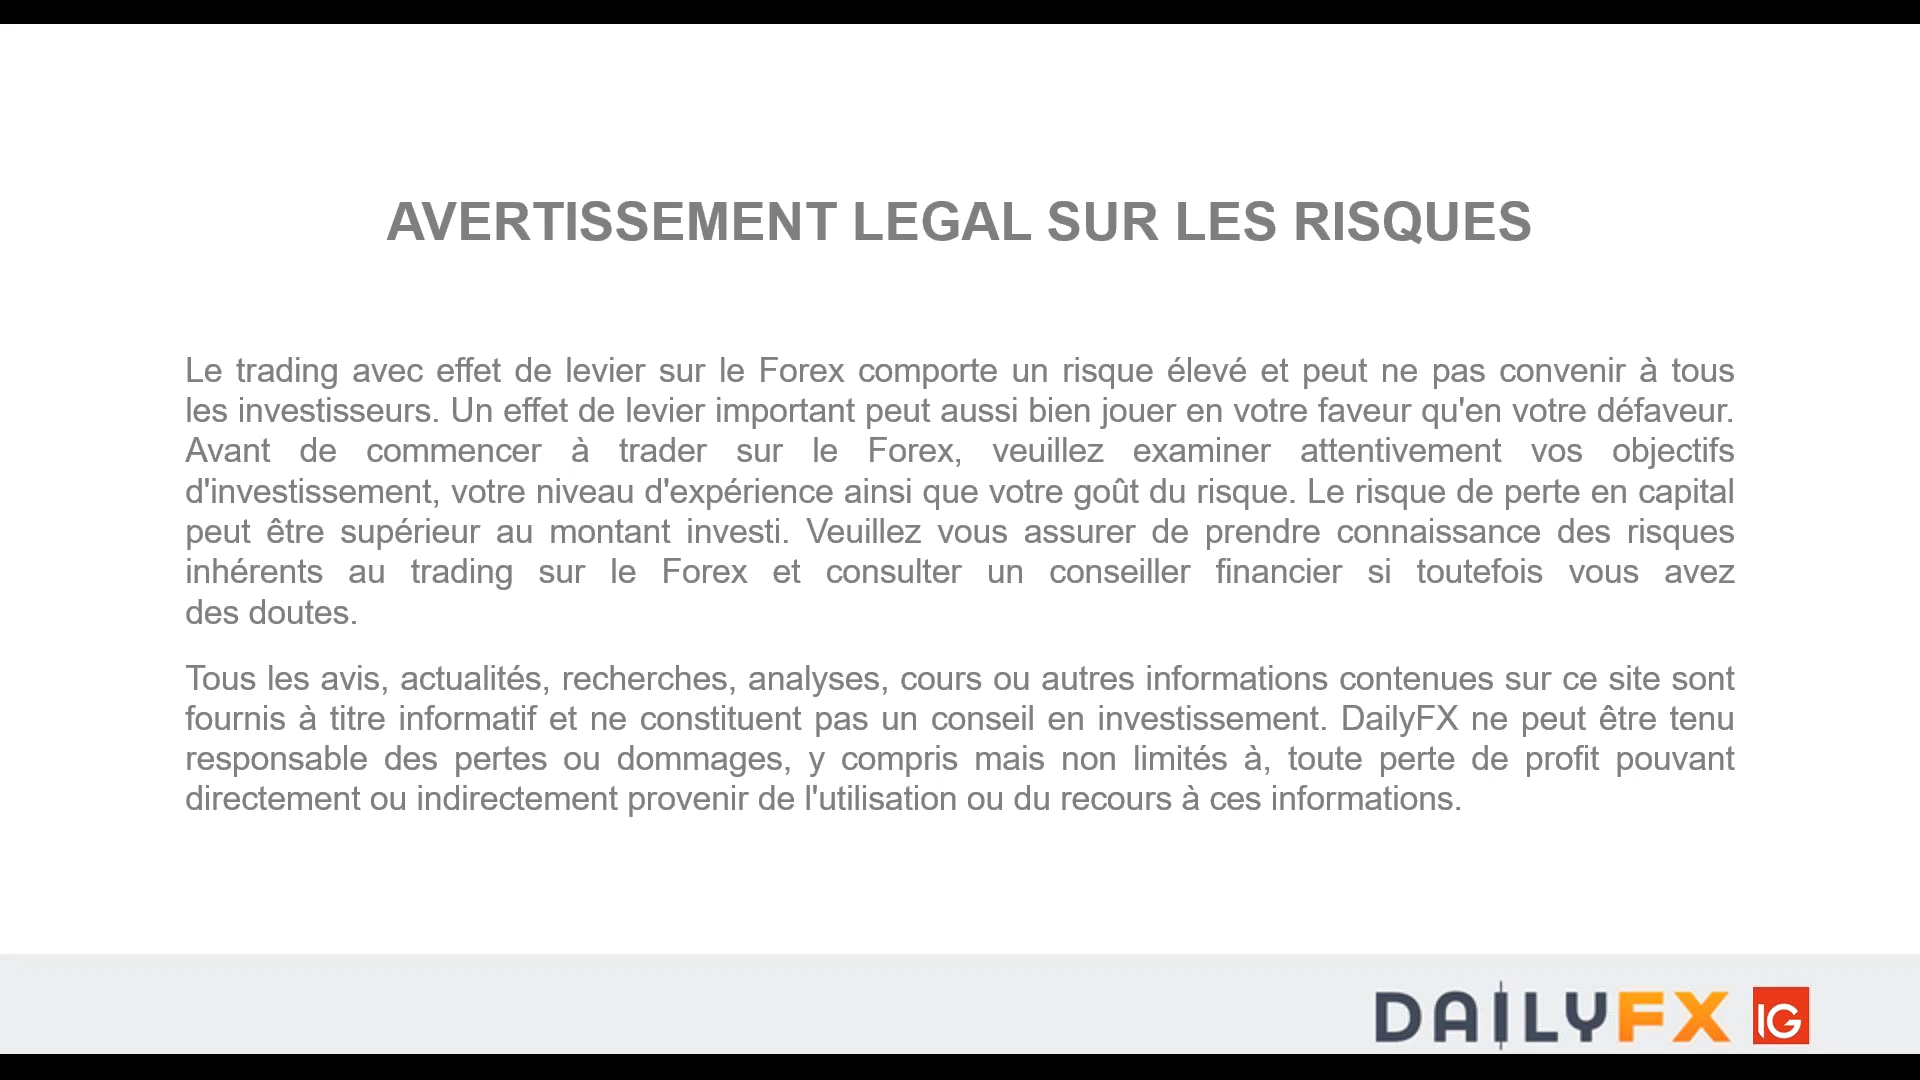 AVERTISSEMENT LEGAL SUR LES RISQUES
Le trading avec effet de levier sur le Forex comporte un risque élevé et peut ne pas convenir à tous
les investisseurs. Un effet de levier important peut aussi bien jouer en votre faveur qu'en votre défaveur.
Avant de commencer à trader sur le Forex, veuillez examiner attentivement vos objectifs
d'investissement, votre niveau d'expérience ainsi que votre goût du risque. Le risque de perte en capital
peut être supérieur au montant investi. Veuillez vous assurer de prendre connaissance des risques
inhérents au trading sur le Forex et consulter un conseiller financier si toutefois vous avez
des doutes.
Tous les avis, actualités, recherches, analyses, cours ou autres informations contenues sur ce site sont
fournis à titre informatif et ne constituent pas un conseil en investissement. DailyFX ne peut être tenu
responsable des pertes ou dommages, y compris mais non limités à, toute perte de profit pouvant
directement ou indirectement provenir de l'utilisation ou du recours à ces informations.
DAILYFX IG